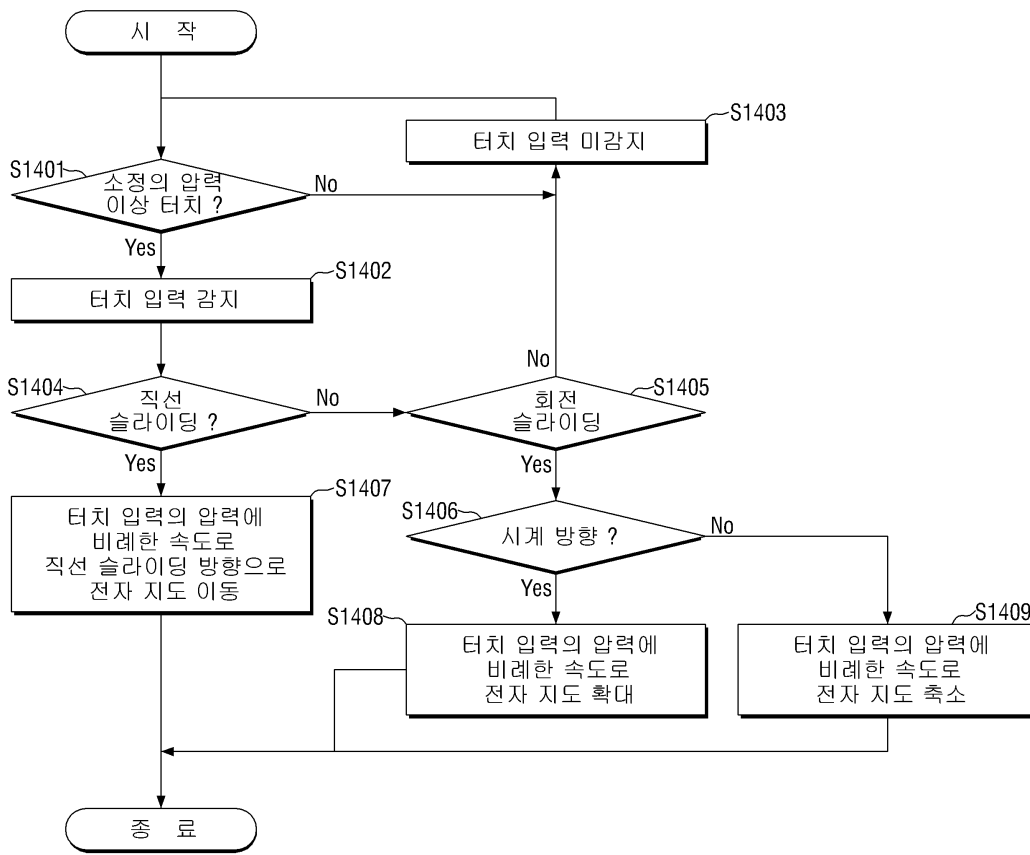 시 작
S1403
터치 입력 미감지
S1401
소정의 압력
이상 터치 ?
No
Yes
S1402
터치 입력 감지
No
S1404
직선
슬라이딩 ?
No
S1405
회전
슬라이딩
Yes
Yes
S1407
터치 입력의 압력에
비례한 속도로
직선 슬라이딩 방향으로
전자 지도 이동
S1406
시계 방향 ?
No
Yes
S1408
터치 입력의 압력에
비례한 속도로
전자 지도 확대
S1409
터치 입력의 압력에
비례한 속도로
전자 지도 축소
종 료